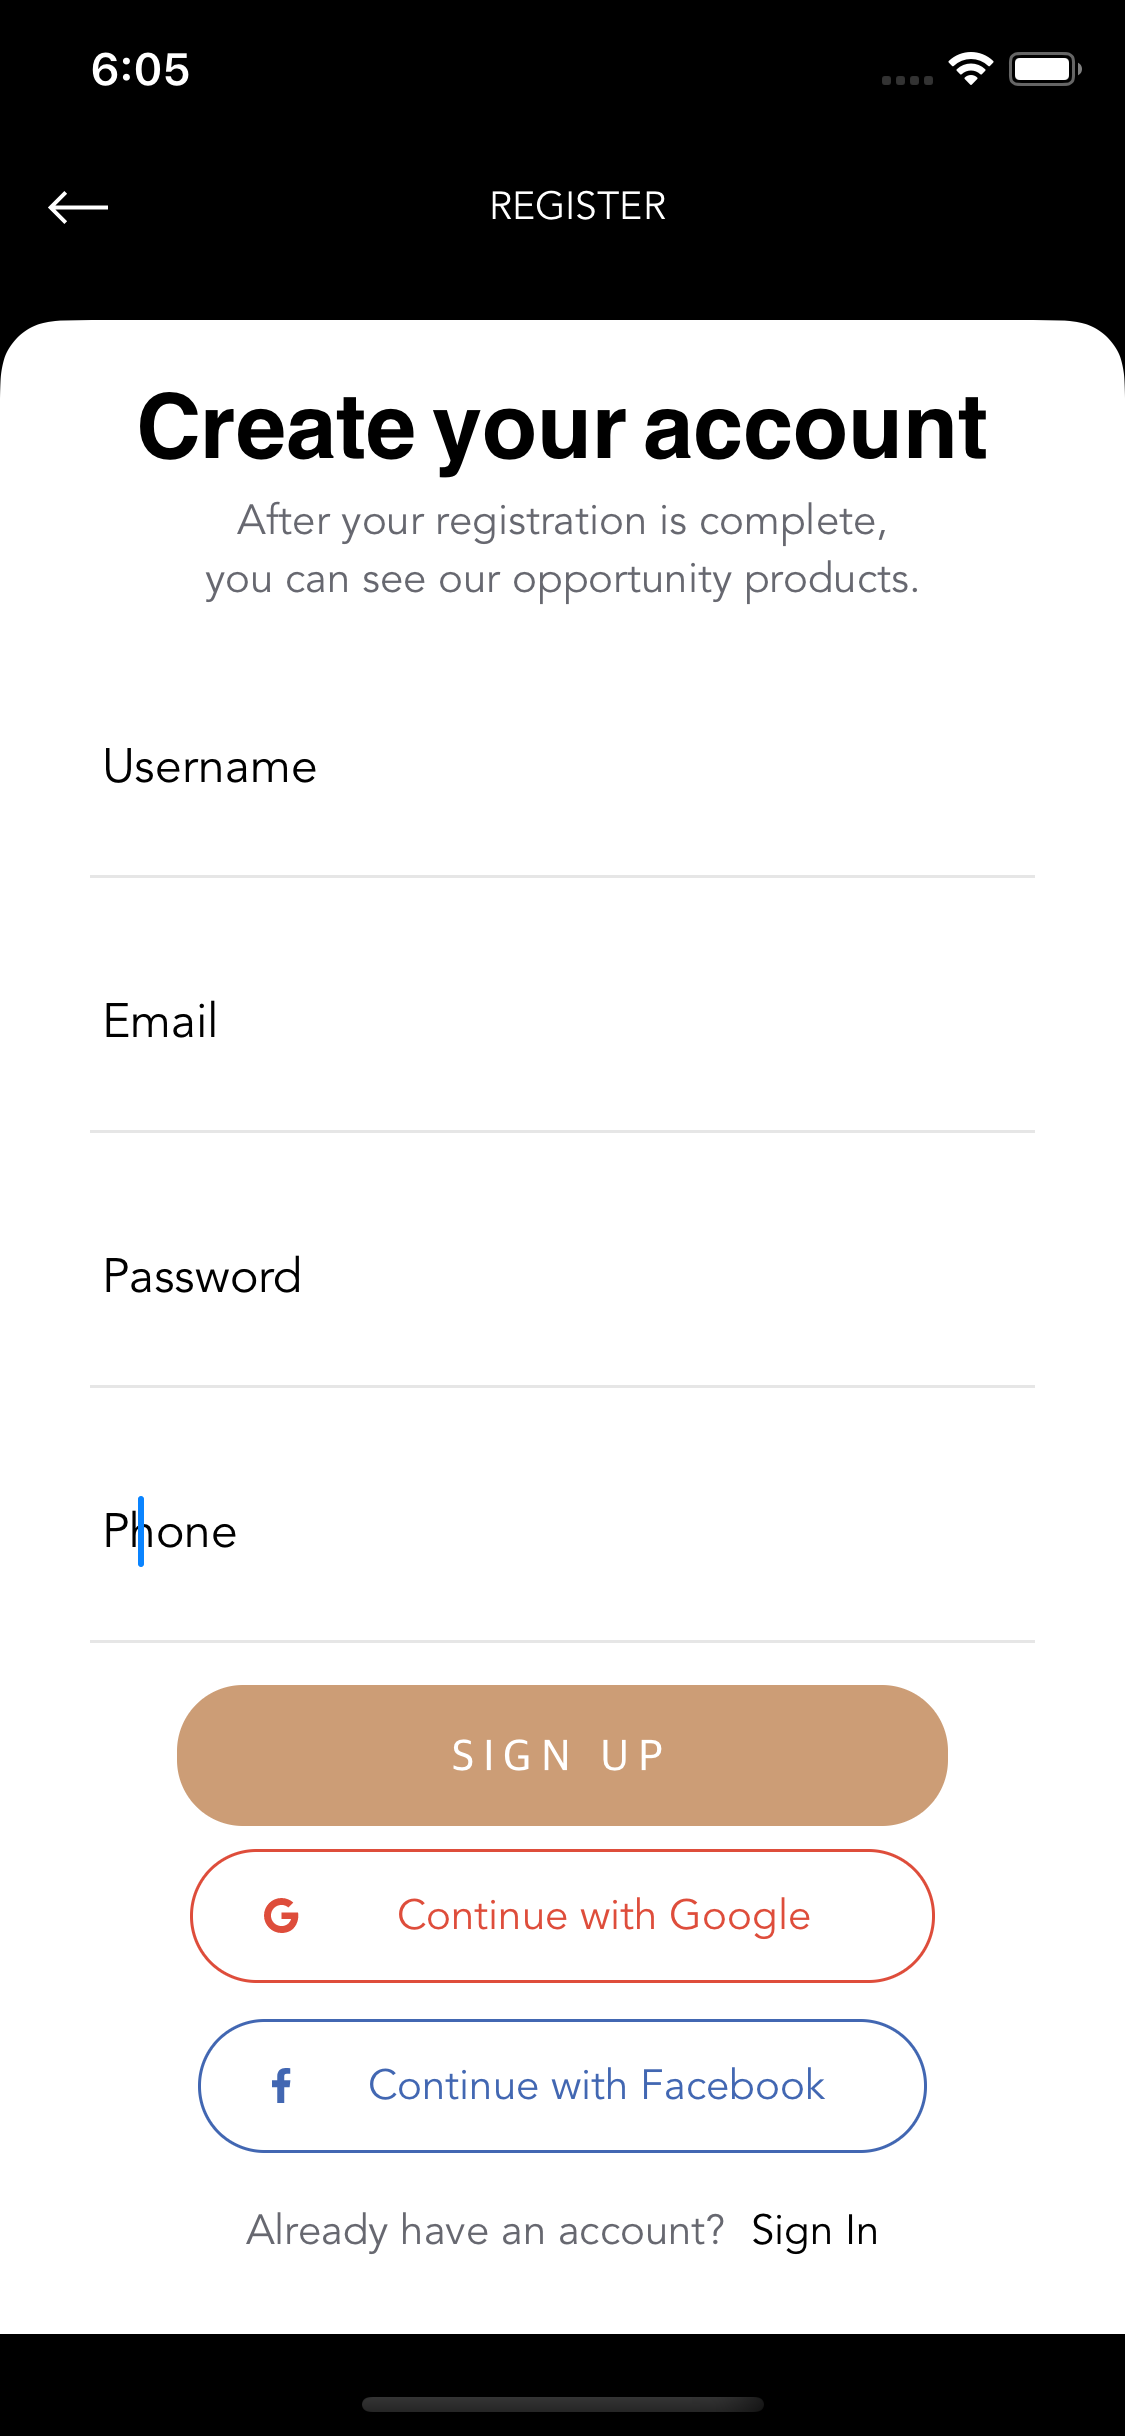 6:05
REGISTER
Create your account
After your registration is complete,
you can see our opportunity products.
Username
Email
Password
Phone
SIGN UP
Continue with Google
Continue with Facebook
Already have an account? Sign In